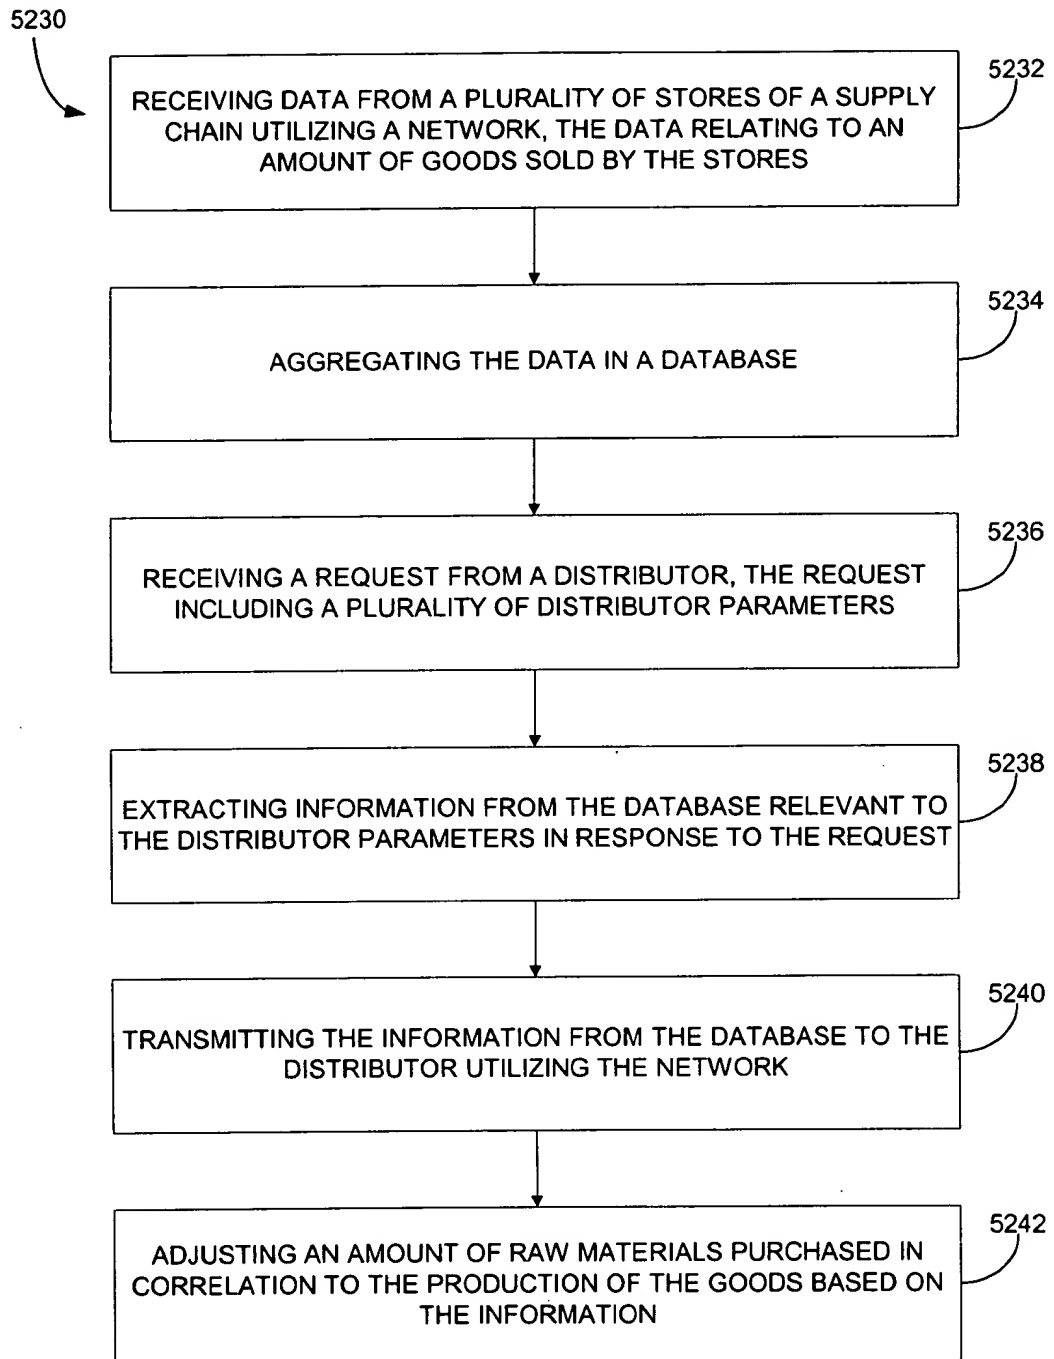 5230
5232
RECEIVING DATA FROM A PLURALITY OF STORES OF A SUPPLY
CHAIN UTILIZING A NETWORK, THE DATA RELATING TO AN
AMOUNT OF GOODS SOLD BY THE STORES
5234
AGGREGATING THE DATA IN A DATABASE
5236
RECEIVING A REQUEST FROM A DISTRIBUTOR, THE REQUEST
INCLUDING A PLURALITY OF DISTRIBUTOR PARAMETERS
5238
EXTRACTING INFORMATION FROM THE DATABASE RELEVANT TO
THE DISTRIBUTOR PARAMETERS IN RESPONSE TO THE REQUEST
5240
TRANSMITTING THE INFORMATION FROM THE DATABASE TO THE
DISTRIBUTOR UTILIZING THE NETWORK
5242
ADJUSTING AN AMOUNT OF RAW MATERIALS PURCHASED IN
CORRELATION TO THE PRODUCTION OF THE GOODS BASED ON
THE INFORMATION